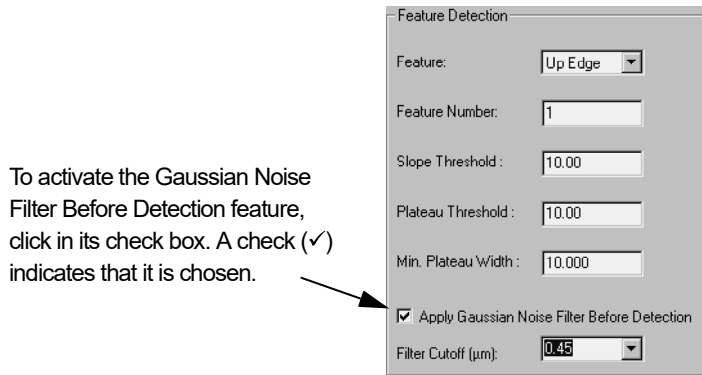 To activate the Gaussian Noise
Filter Before Detection feature,
click in its check box. A check (✓)
indicates that it is chosen.
Feature Detection
Feature: Up Edge
Feature Number: 1
Slope Threshold : 10.00
Plateau Threshold : 10.00
Min. Plateau Width : 10.000
Apply Gaussian Noise Filter Before Detection
Filter Cutoff (µm): 0.45